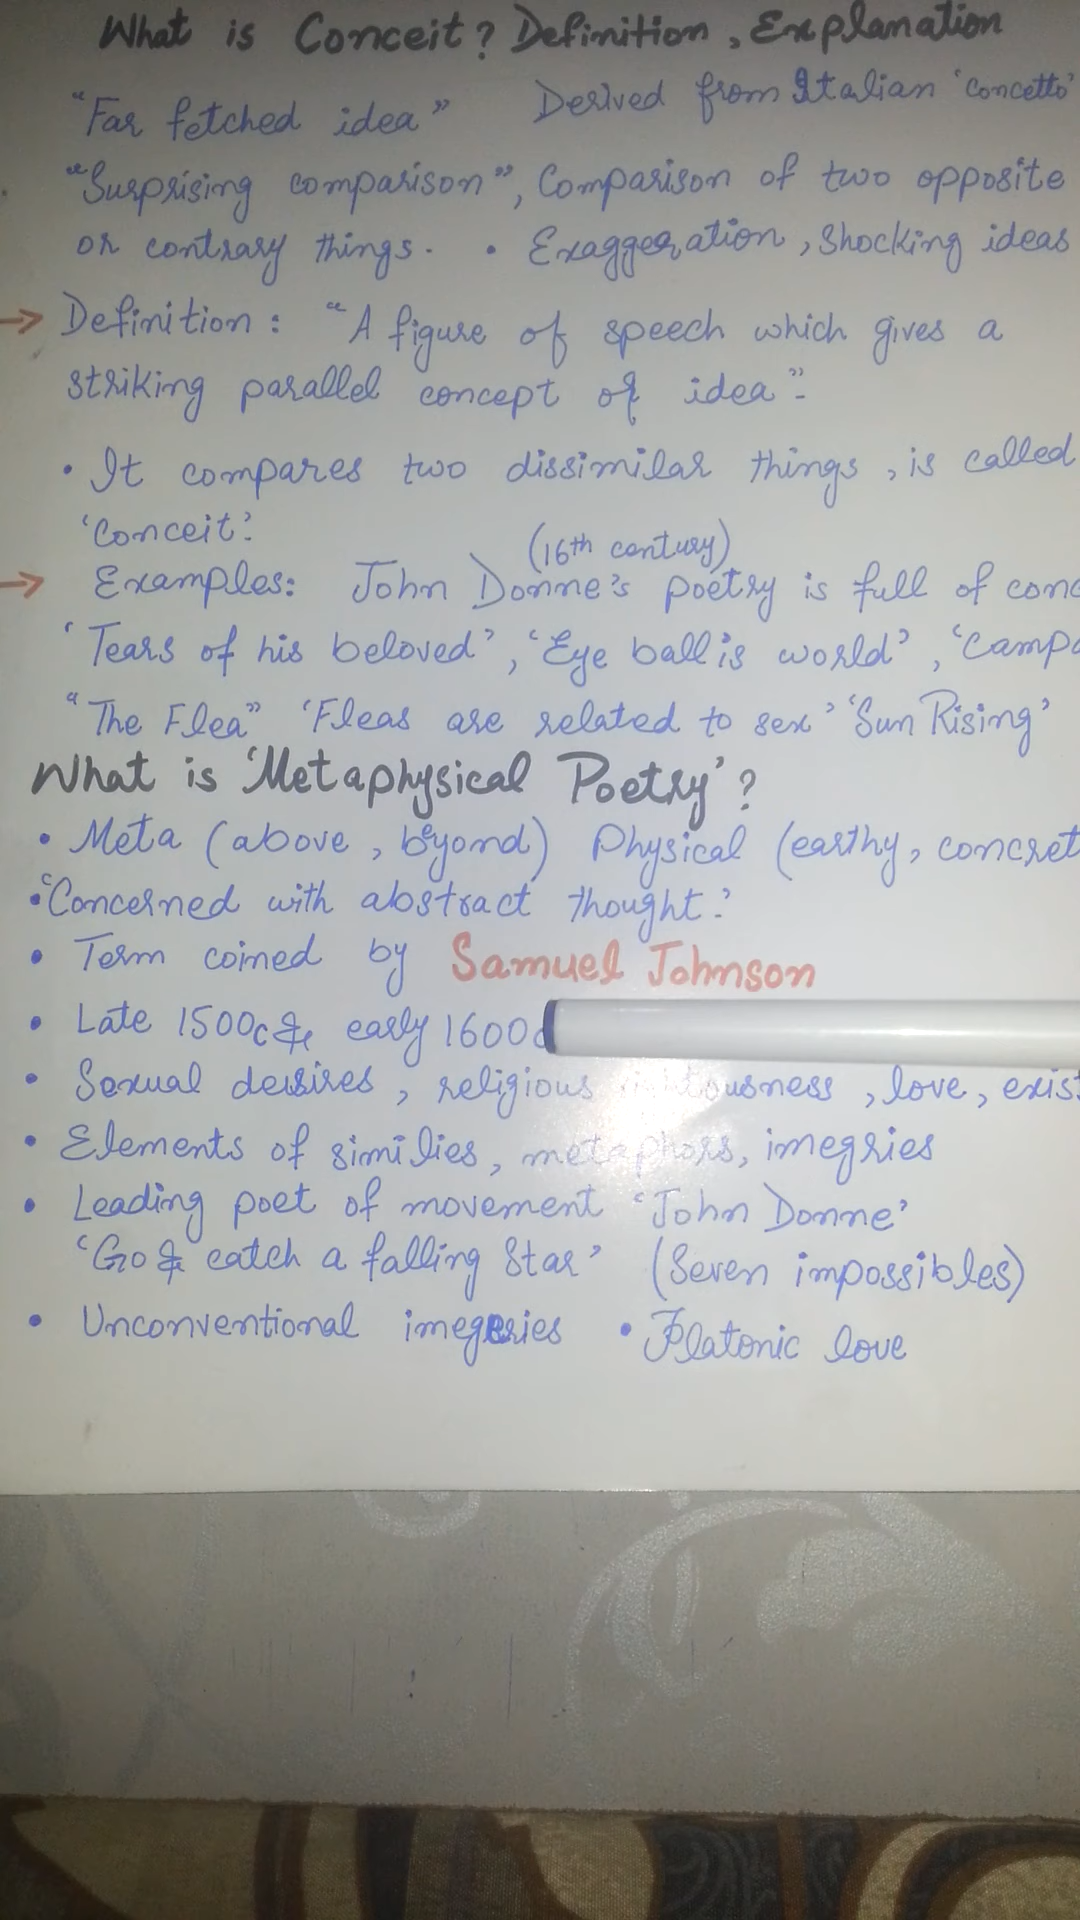 What is Conceit? Definition, Explanation
"Far fetched idea" Derived from Italian 'concetto'
"Surprising comparison", Comparison of two opposite
or contrary things. • Exaggeration, Shocking ideas
→ Definition: "A figure of speech which gives a
striking parallel concept of idea".
• It compares two dissimilar things, is called
'Conceit'.
(16th century)
→ Examples: John Donne's poetry is full of conc
'Tears of his beloved', 'Eye ball is world', 'Camp
"The Flea" 'Fleas are related to sex' 'Sun Rising'
What is 'Metaphysical Poetry'?
• Meta (above, beyond) Physical (earthy, concret
• 'Concerned with abstract thought.'
• Term coined by Samuel Johnson
• Late 1500c & early 1600c
• Sexual desires, religious , love, exist
• Elements of similies, metaphors, imegries
• Leading poet of movement 'John Donne'
'Go & catch a falling Star' (Seven impossibles)
• Unconventional imegeries • Platonic love